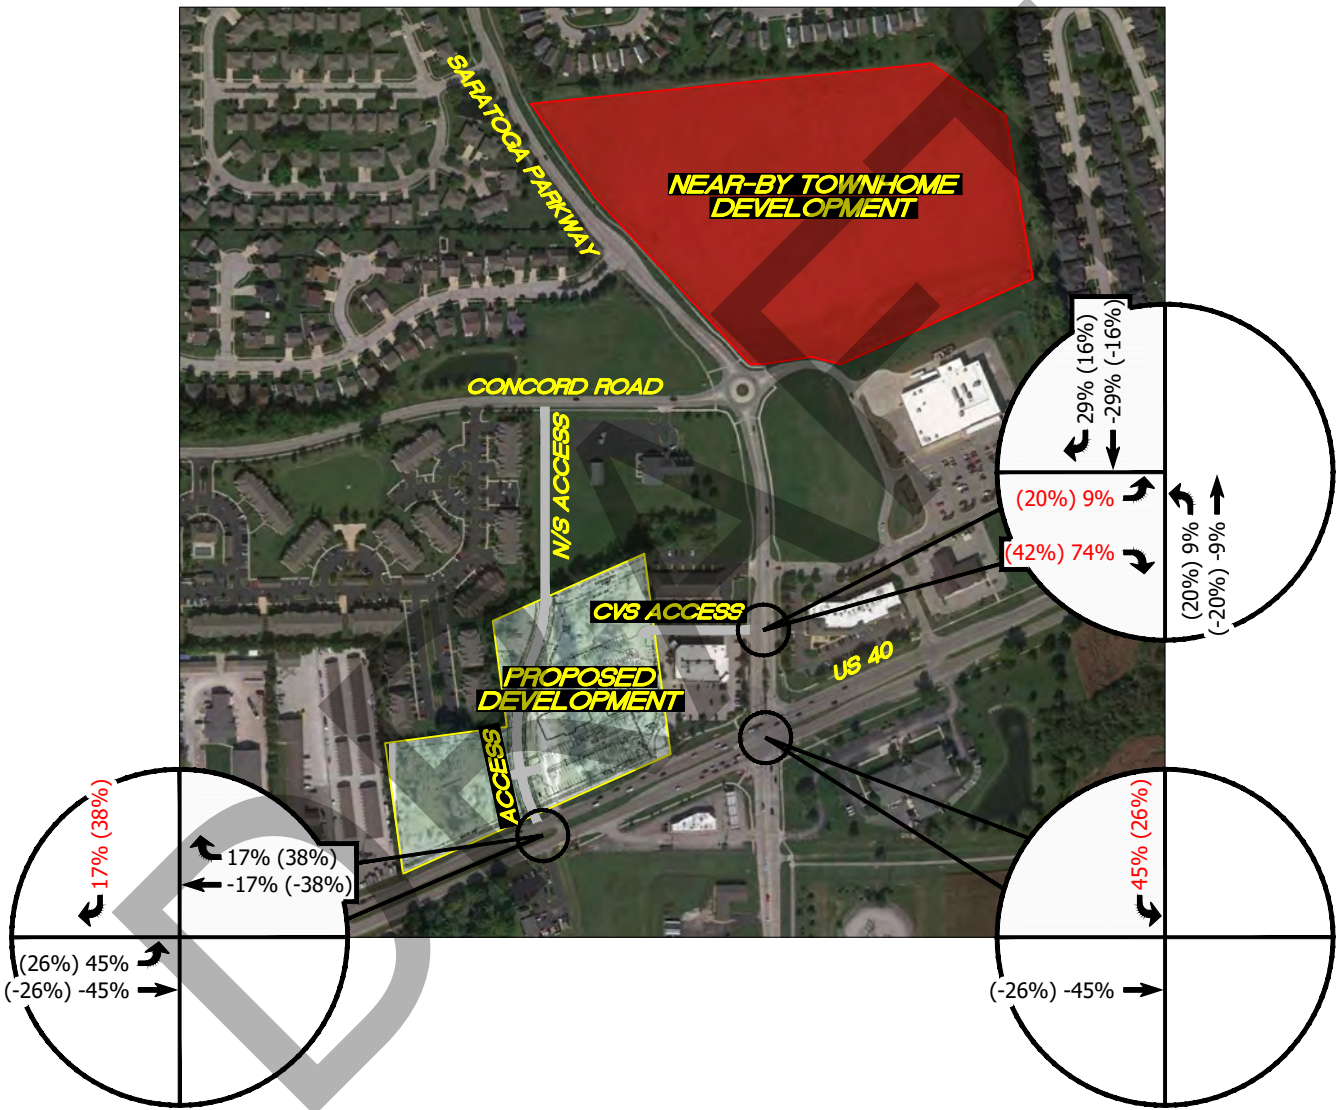 SARATOGA PARKWAY
NEAR-BY TOWNHOME
DEVELOPMENT
CONCORD ROAD
N/S ACCESS
CVS ACCESS
US 40
PROPOSED
DEVELOPMENT
ACCESS
29% (16%)
-29% (-16%)
(20%) 9%
(42%) 74%
(20%) 9%
(-20%) -9%
17% (38%)
17% (38%)
-17% (-38%)
(26%) 45%
(-26%) -45%
45% (26%)
(-26%) -45%
DRAFT